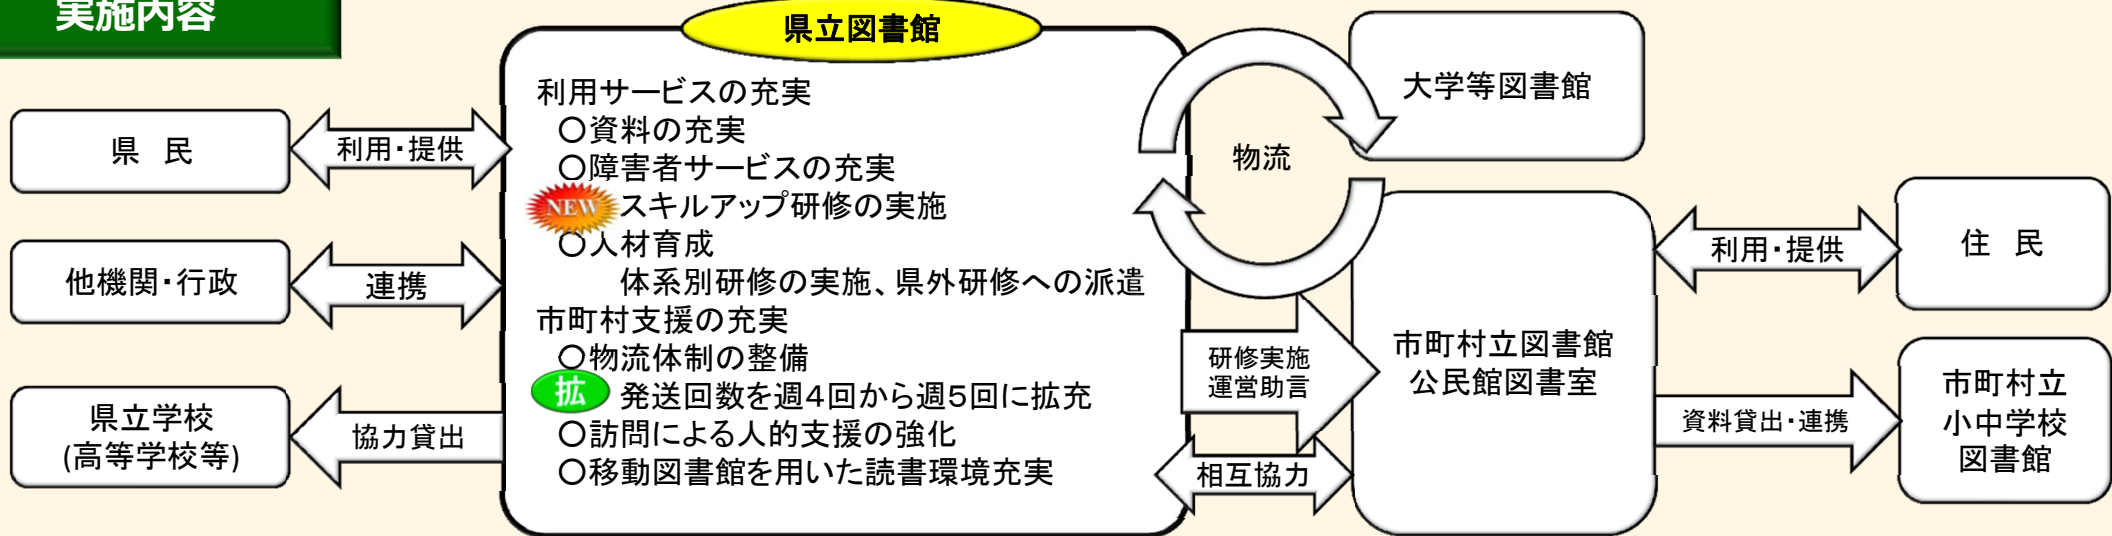 実施内容
県立図書館
県 民
利用・提供
他機関・行政
連携
県立学校
(高等学校等)
協力貸出
利用サービスの充実
○資料の充実
○障害者サービスの充実
NEW スキルアップ研修の実施
○人材育成
体系別研修の実施、県外研修への派遣
市町村支援の充実
○物流体制の整備
拡 発送回数を週4回から週5回に拡充
○訪問による人的支援の強化
○移動図書館を用いた読書環境充実
物流
大学等図書館
研修実施
運営助言
相互協力
市町村立図書館
公民館図書室
利用・提供
住 民
資料貸出・連携
市町村立
小中学校
図書館